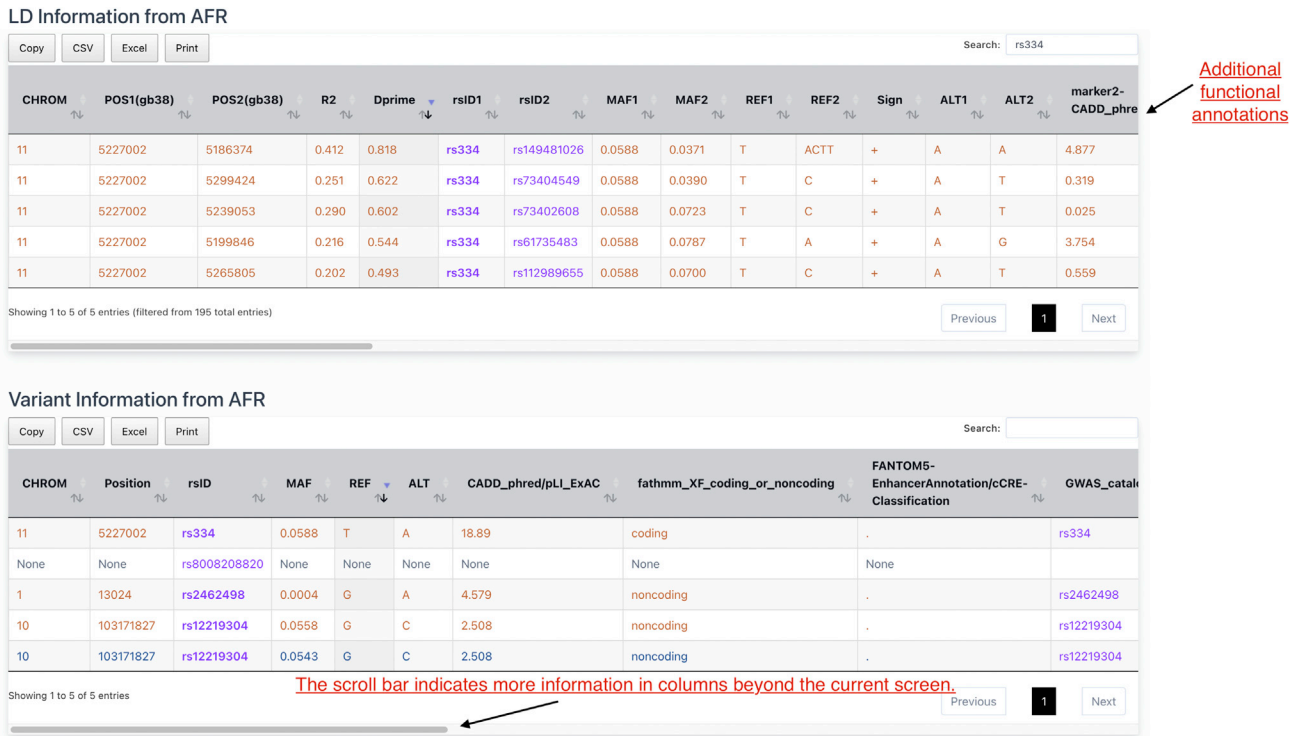 LD Information from AFR
Copy CSV Excel Print Search: rs334
Additional
functional
annotations
CHROM POS1(gb38) POS2(gb38) R2 Dprime rsID1 rsID2 MAF1 MAF2 REF1 REF2 Sign ALT1 ALT2 marker2-
CADD_phre
11 5227002 5186374 0.412 0.818 rs334 rs149481026 0.0588 0.0371 T ACTT + A A 4.877
11 5227002 5299424 0.251 0.622 rs334 rs73404549 0.0588 0.0390 T C + A T 0.319
11 5227002 5239053 0.290 0.602 rs334 rs73402608 0.0588 0.0723 T C + A T 0.025
11 5227002 5199846 0.216 0.544 rs334 rs61735483 0.0588 0.0787 T A + A G 3.754
11 5227002 5265805 0.202 0.493 rs334 rs112989655 0.0588 0.0700 T C + A T 0.559
Showing 1 to 5 of 5 entries (filtered from 195 total entries)
Previous 1 Next
Variant Information from AFR
Copy CSV Excel Print Search:
CHROM Position rsID MAF REF ALT CADD_phred/pLI_ExAC fathmm_XF_coding_or_noncoding FANTOM5-
EnhancerAnnotation/cCRE-
Classification GWAS_catal
11 5227002 rs334 0.0588 T A 18.89 coding . rs334
None None rs8008208820 None None None None None None
1 13024 rs2462498 0.0004 G A 4.579 noncoding . rs2462498
10 103171827 rs12219304 0.0558 G C 2.508 noncoding . rs12219304
10 103171827 rs12219304 0.0543 G C 2.508 noncoding . rs12219304
The scroll bar indicates more information in columns beyond the current screen.
Showing 1 to 5 of 5 entries
Previous 1 Next